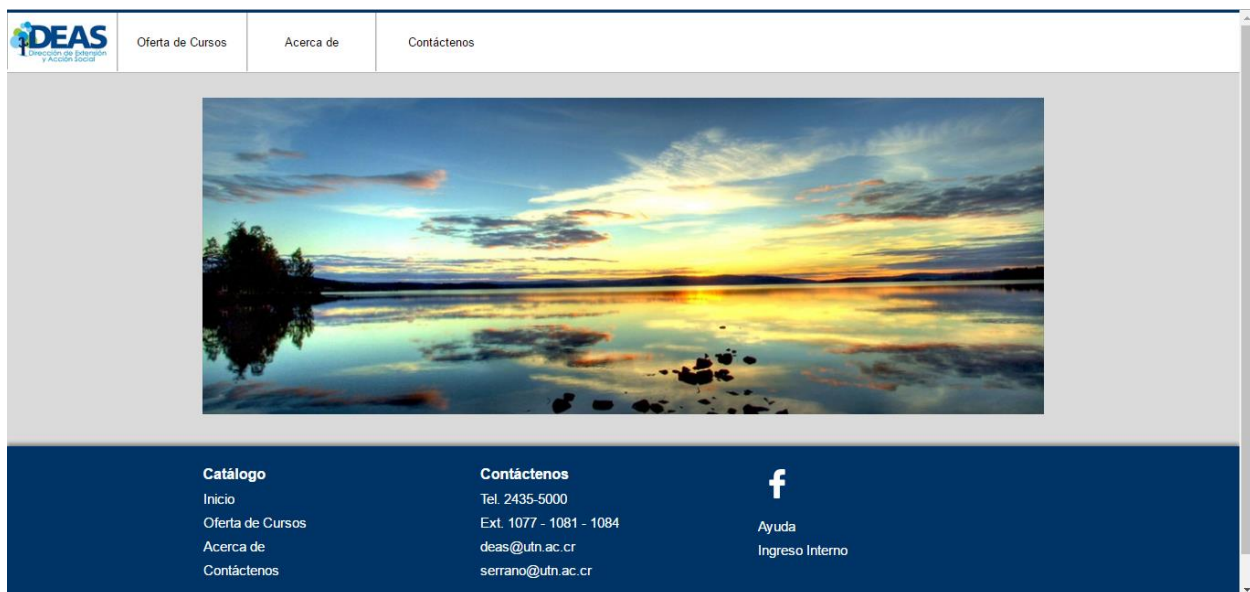 DEAS
Dirección de Extensión
y Acción Social
Oferta de Cursos
Acerca de
Contáctenos
Catálogo
Inicio
Oferta de Cursos
Acerca de
Contáctenos
Contáctenos
Tel. 2435-5000
Ext. 1077 - 1081 - 1084
deas@utn.ac.cr
serrano@utn.ac.cr
f
Ayuda
Ingreso Interno